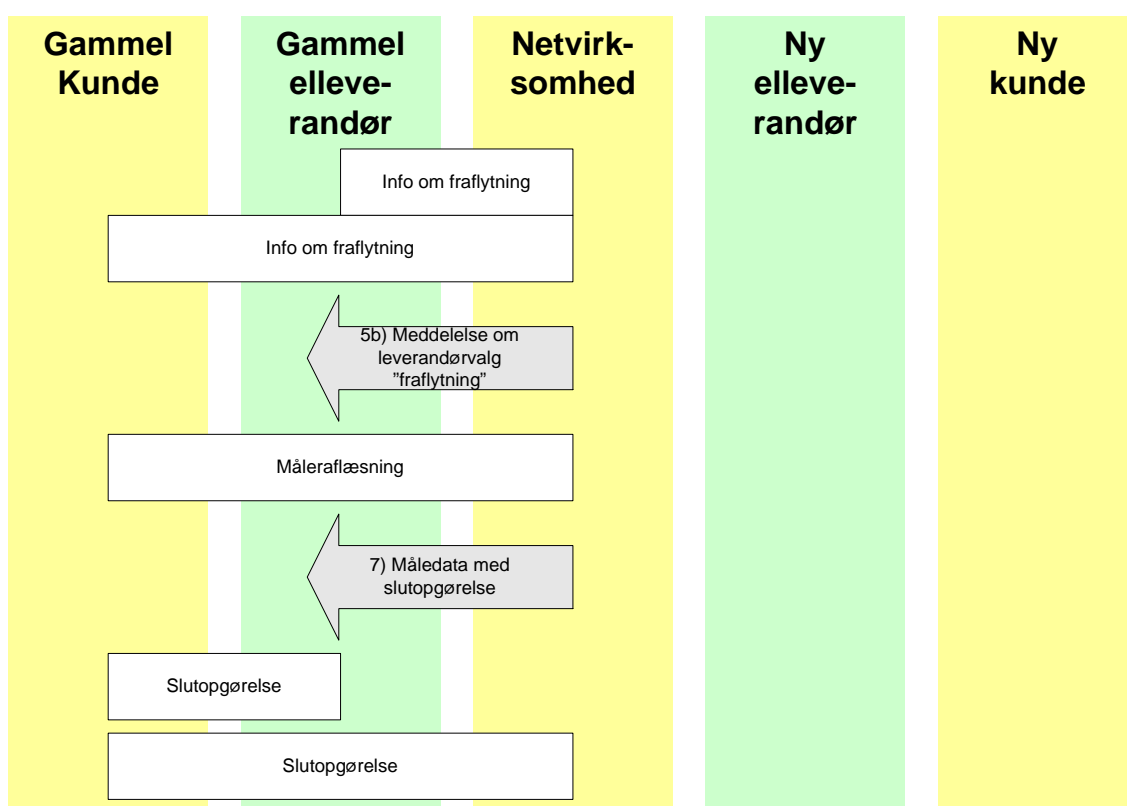 Gammel
Kunde
Gammel
elleve-
randør
Netvirk-
somhed
Ny
elleve-
randør
Ny
kunde
Info om fraflytning
Info om fraflytning
5b) Meddelelse om
leverandørvalg
”fraflytning”
Måleraflæsning
7) Måledata med
slutopgørelse
Slutopgørelse
Slutopgørelse